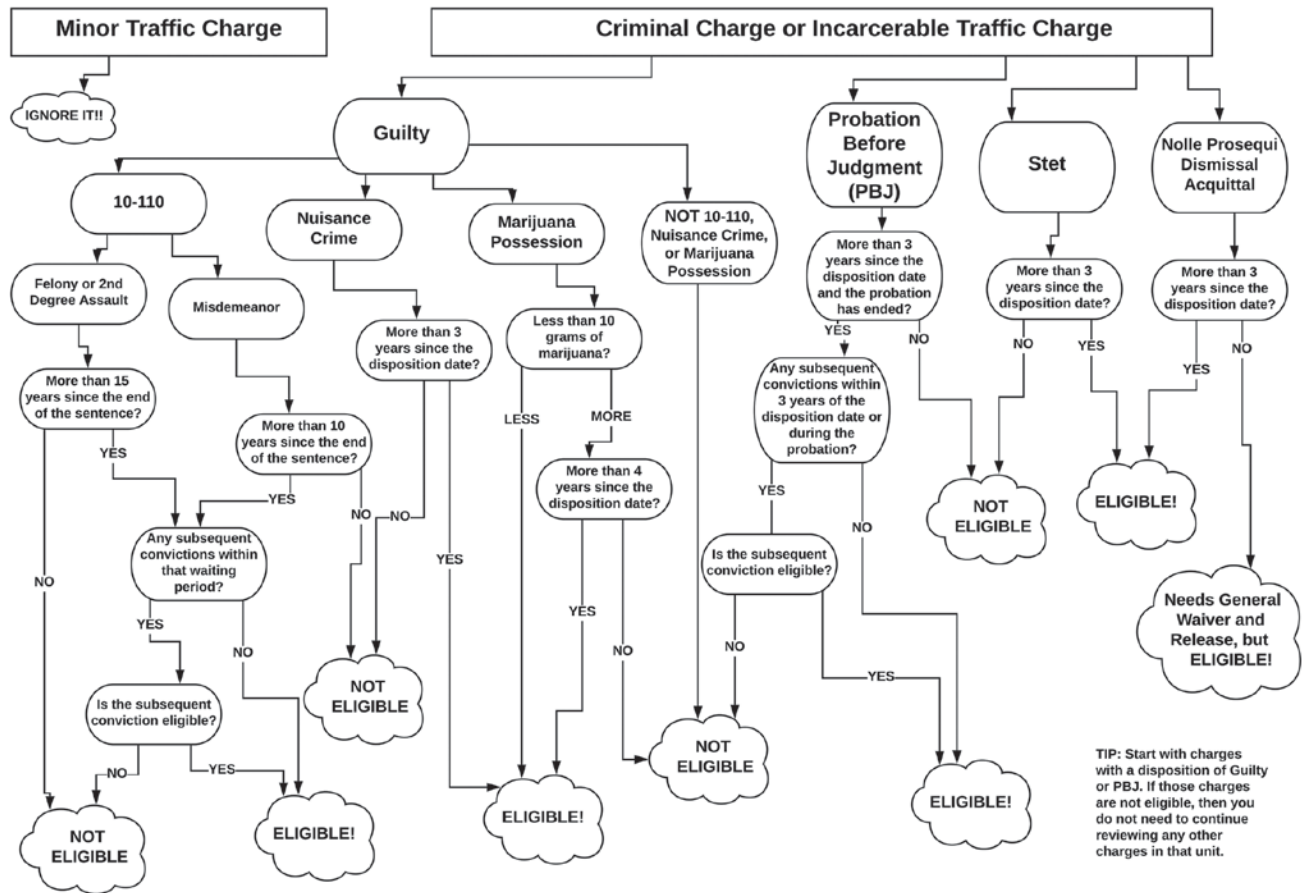 Minor Traffic Charge
Criminal Charge or Incarcerable Traffic Charge
IGNORE IT!!
Guilty
Probation
Before
Judgment
(PBJ)
Stet
Nolle Prosequi
Dismissal
Acquittal
10-110
Nuisance
Crime
Marijuana
Possession
NOT 10-110,
Nuisance Crime,
or Marijuana
Possession
Felony or 2nd
Degree Assault
Misdemeanor
More than 3
years since the
disposition date?
Less than 10
grams of
marijuana?
More than 3
years since the
disposition date
and the probation
has ended?
More than 3
years since the
disposition date?
More than 3
years since the
disposition date?
YES
NO
NO
YES
YES
NO
More than 15
years since the end
of the sentence?
More than 10
years since the end
of the sentence?
LESS
MORE
Any subsequent
convictions within
3 years of the
disposition date or
during the
probation?
YES
YES
NO
NO
More than 4
years since the
disposition date?
YES
NO
NOT
ELIGIBLE
ELIGIBLE!
Any subsequent
convictions within
that waiting
period?
NO
YES
Is the subsequent
conviction eligible?
YES
NO
YES
NO
NO
YES
Needs General
Waiver and
Release, but
ELIGIBLE!
NOT
ELIGIBLE
Is the subsequent
conviction eligible?
NO
YES
NOT
ELIGIBLE
NOT
ELIGIBLE
ELIGIBLE!
ELIGIBLE!
ELIGIBLE!
TIP: Start with charges
with a disposition of Guilty
or PBJ. If those charges
are not eligible, then you
do not need to continue
reviewing any other
charges in that unit.